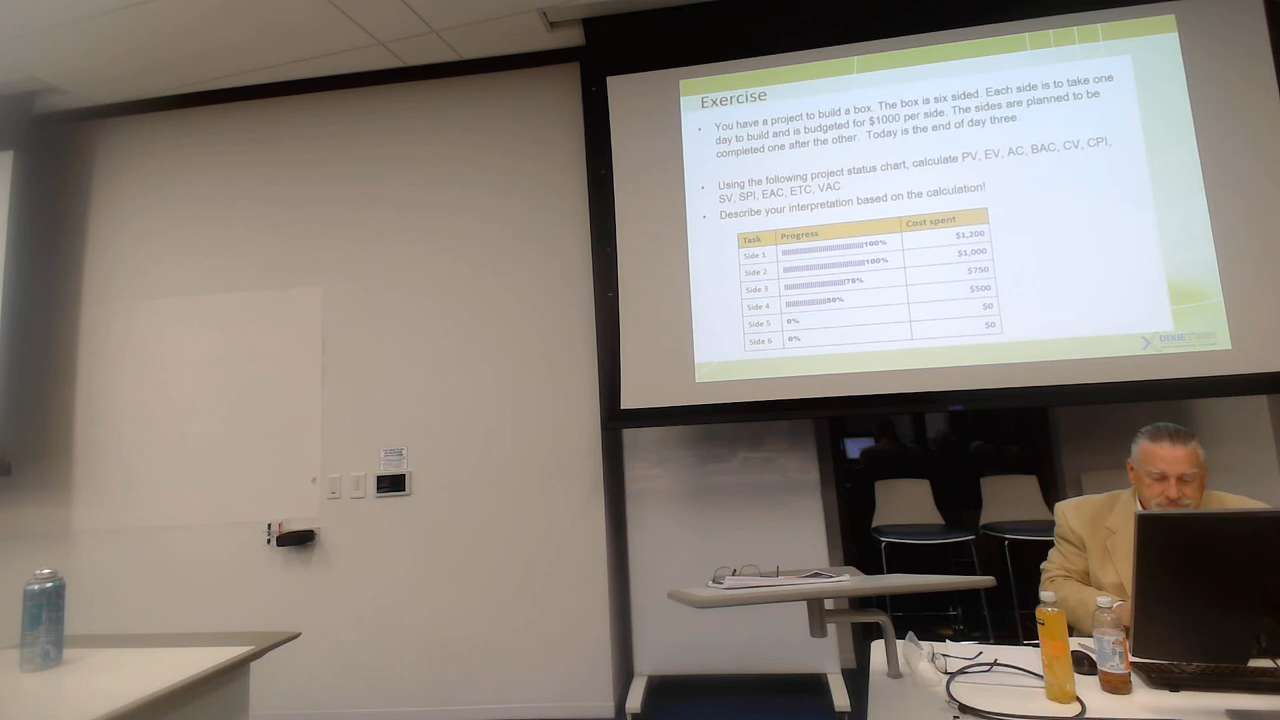 Exercise
• You have a project to build a box. The box is six sided. Each side is to take one
day to build and is budgeted for $1000 per side. The sides are planned to be
completed one after the other. Today is the end of day three.
• Using the following project status chart, calculate PV, EV, AC, BAC, CV, CPI,
SV, SPI, EAC, ETC, VAC
• Describe your interpretation based on the calculation!
Task Progress Cost spent
Side 1 100% $1,200
Side 2 100% $1,000
Side 3 75% $750
Side 4 50% $500
Side 5 0% $0
Side 6 0% $0
DIXIE